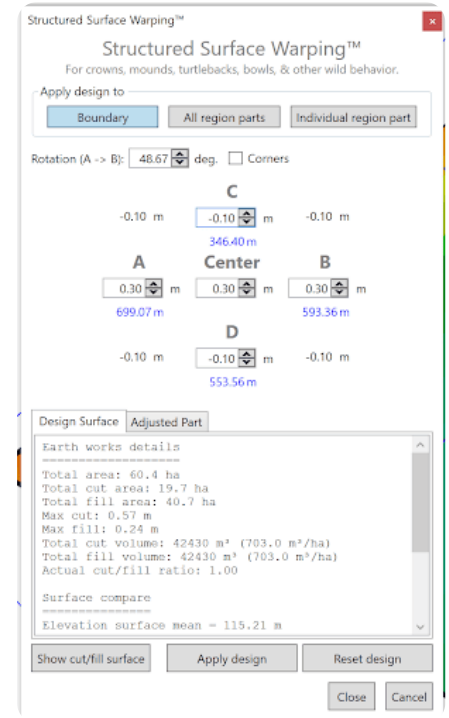 Structured Surface Warping™
Structured Surface Warping™
For crowns, mounds, turtlebacks, bowls, & other wild behavior.
Apply design to
Boundary All region parts Individual region part
Rotation (A -> B): 48.67 deg. Corners
C
-0.10 m -0.10 m -0.10 m
346.40 m
A Center B
0.30 m 0.30 m 0.30 m
699.07 m 593.36 m
D
-0.10 m -0.10 m -0.10 m
553.56 m
Design Surface Adjusted Part
Earth works details
====================
Total area: 60.4 ha
Total cut area: 19.7 ha
Total fill area: 40.7 ha
Max cut: 0.57 m
Max fill: 0.24 m
Total cut volume: 42430 m³ (703.0 m³/ha)
Total fill volume: 42430 m³ (703.0 m³/ha)
Actual cut/fill ratio: 1.00
Surface compare
===============
Elevation surface mean = 115.21 m
Show cut/fill surface Apply design Reset design
Close Cancel